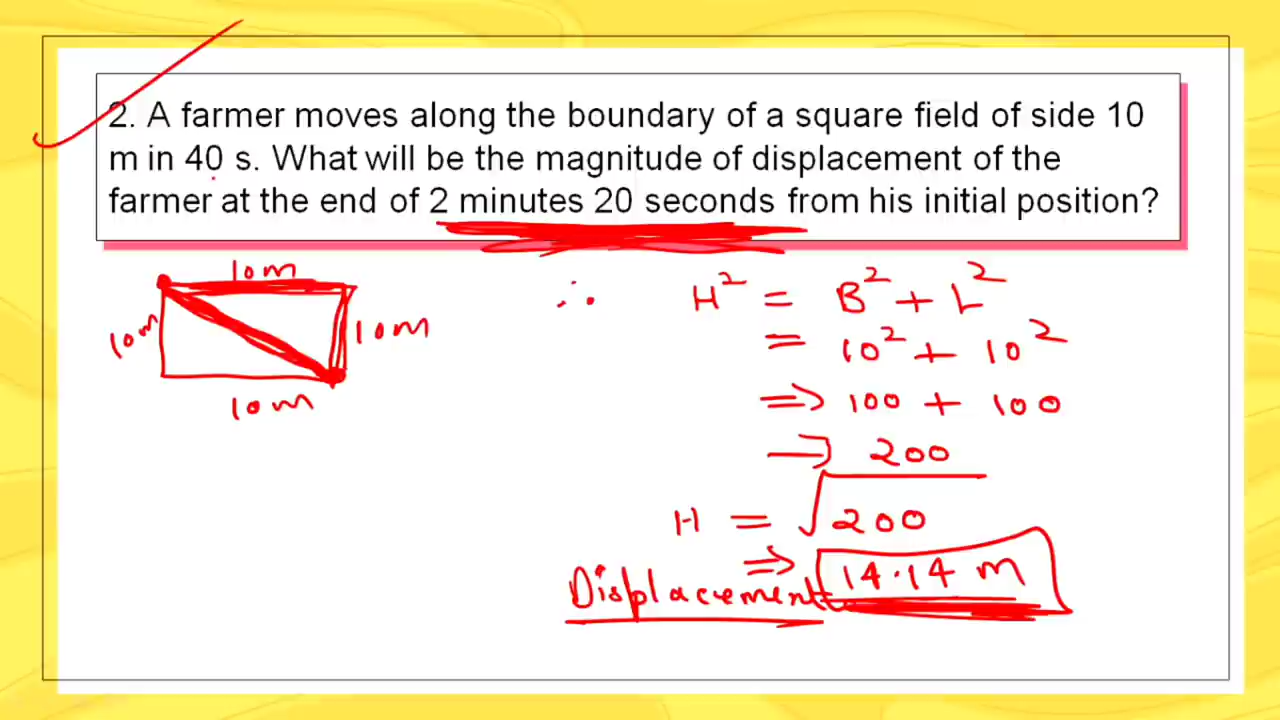 2. A farmer moves along the boundary of a square field of side 10
m in 40 s. What will be the magnitude of displacement of the
farmer at the end of 2 minutes 20 seconds from his initial position?
10m
10m
10m
10m
∴ H² = B² + L²
= 10² + 10²
⇒ 100 + 100
⇒ 200
H = √200
⇒ 14.14 m
Displacement